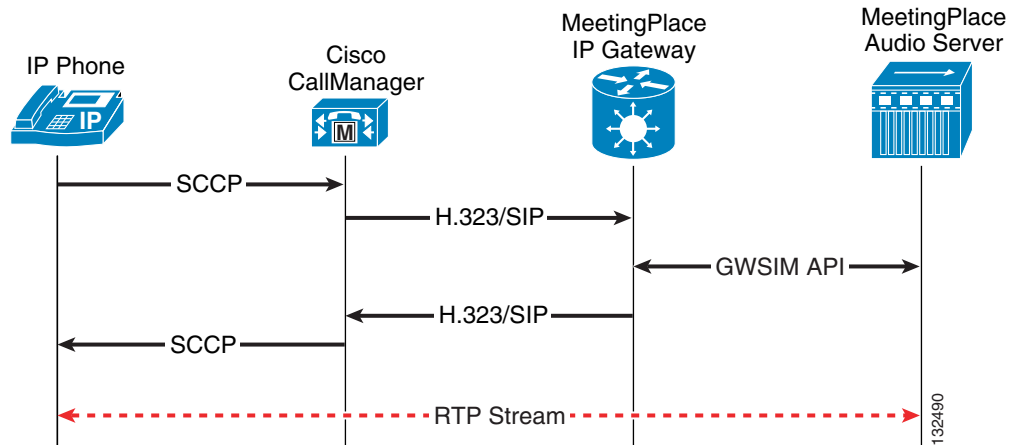 IP Phone
Cisco
CallManager
MeetingPlace
IP Gateway
MeetingPlace
Audio Server
IP
M
SCCP
H.323/SIP
GWSIM API
H.323/SIP
SCCP
RTP Stream
132490